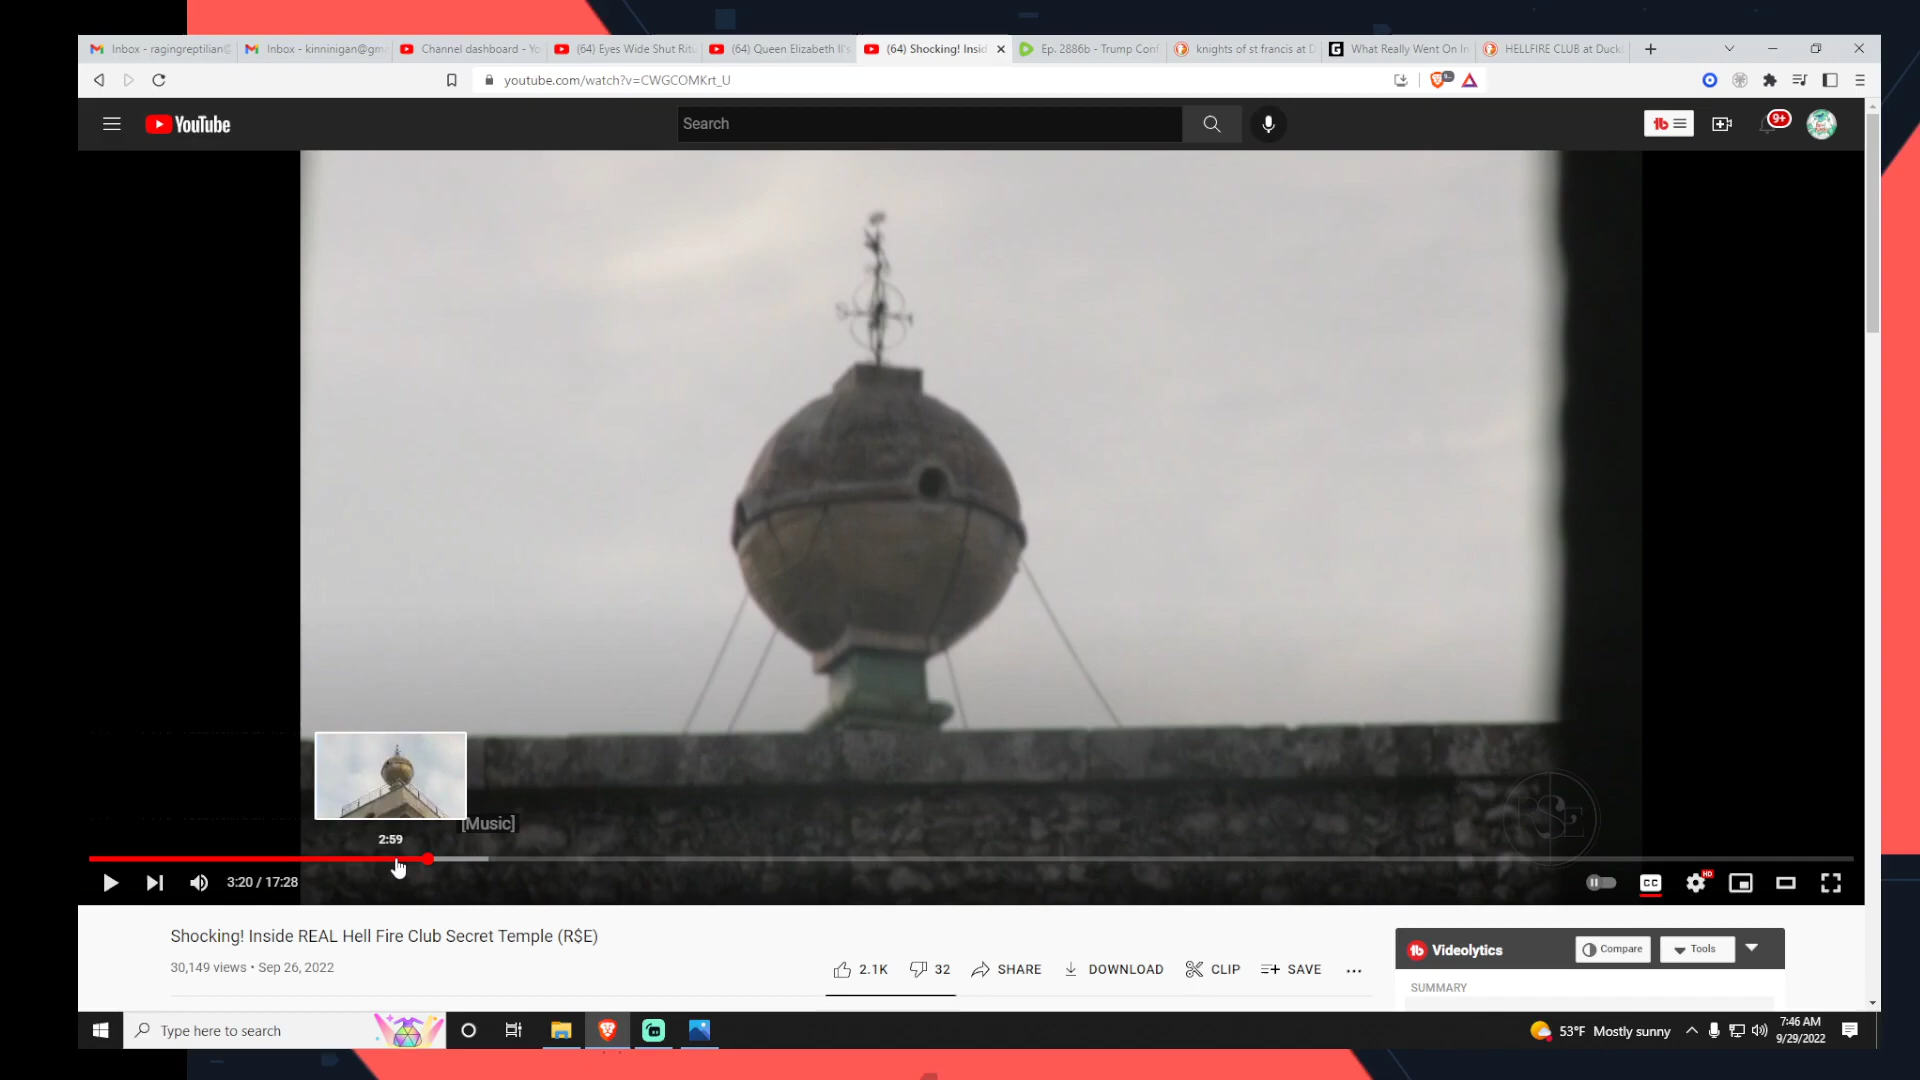 Inbox - ragingreptilian@
Inbox - kinninigan@gm
Channel dashboard - Yo
(64) Eyes Wide Shut Ritu
(64) Queen Elizabeth II's
(64) Shocking! Insid
Ep. 2886b - Trump Conf
knights of st francis at D
What Really Went On In
HELLFIRE CLUB at Duck
youtube.com/watch?v=CWGCOMKrt_U
YouTube
Search
9+
RSE
[Music]
2:59
3:20 / 17:28
CC
HD
Shocking! Inside REAL Hell Fire Club Secret Temple (R$E)
30,149 views • Sep 26, 2022
2.1K
32
SHARE
DOWNLOAD
CLIP
SAVE
Videolytics
Compare
Tools
SUMMARY
Type here to search
53°F Mostly sunny
7:46 AM
9/29/2022